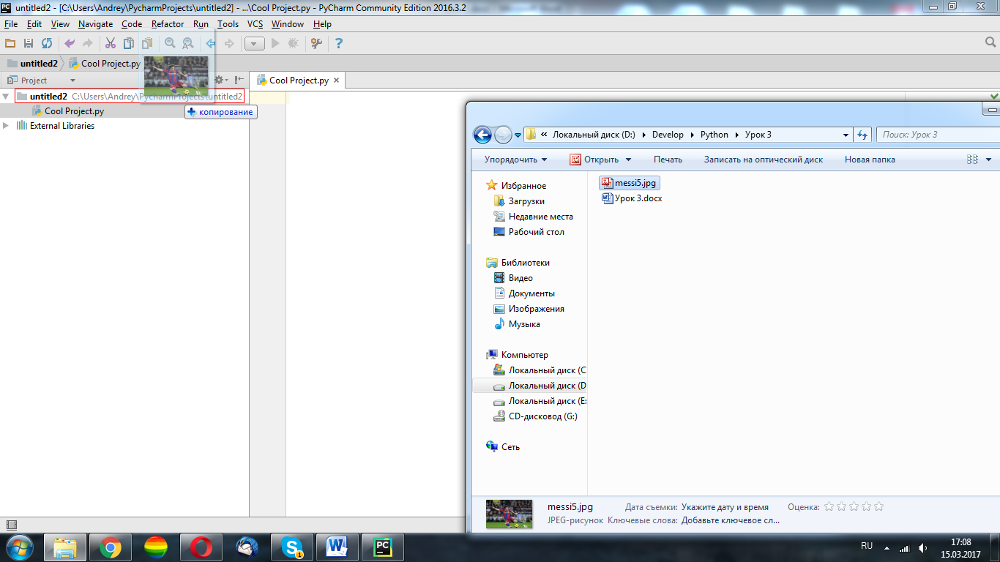 untitled2 - [C:\Users\Andrey\PycharmProjects\untitled2] - ...\Cool Project.py - PyCharm Community Edition 2016.3.2
File Edit View Navigate Code Refactor Run Tools VCS Window Help
untitled2 Cool Project.py
Project
Cool Project.py
untitled2 C:\Users\Andrey\PycharmProjects\untitled2
Cool Project.py
копирование
External Libraries
Локальный диск (D:) Develop Python Урок 3
Поиск: Урок 3
Упорядочить Открыть Печать Записать на оптический диск Новая папка
Избранное
Загрузки
Недавние места
Рабочий стол
Библиотеки
Видео
Документы
Изображения
Музыка
Компьютер
Локальный диск (C
Локальный диск (D
Локальный диск (E:
CD-дисковод (G:)
Сеть
messi5.jpg
Урок 3.docx
messi5.jpg Дата съемки: Укажите дату и время Оценка:
JPEG-рисунок Ключевые слова: Добавьте ключевое сл...
RU
17:08
15.03.2017